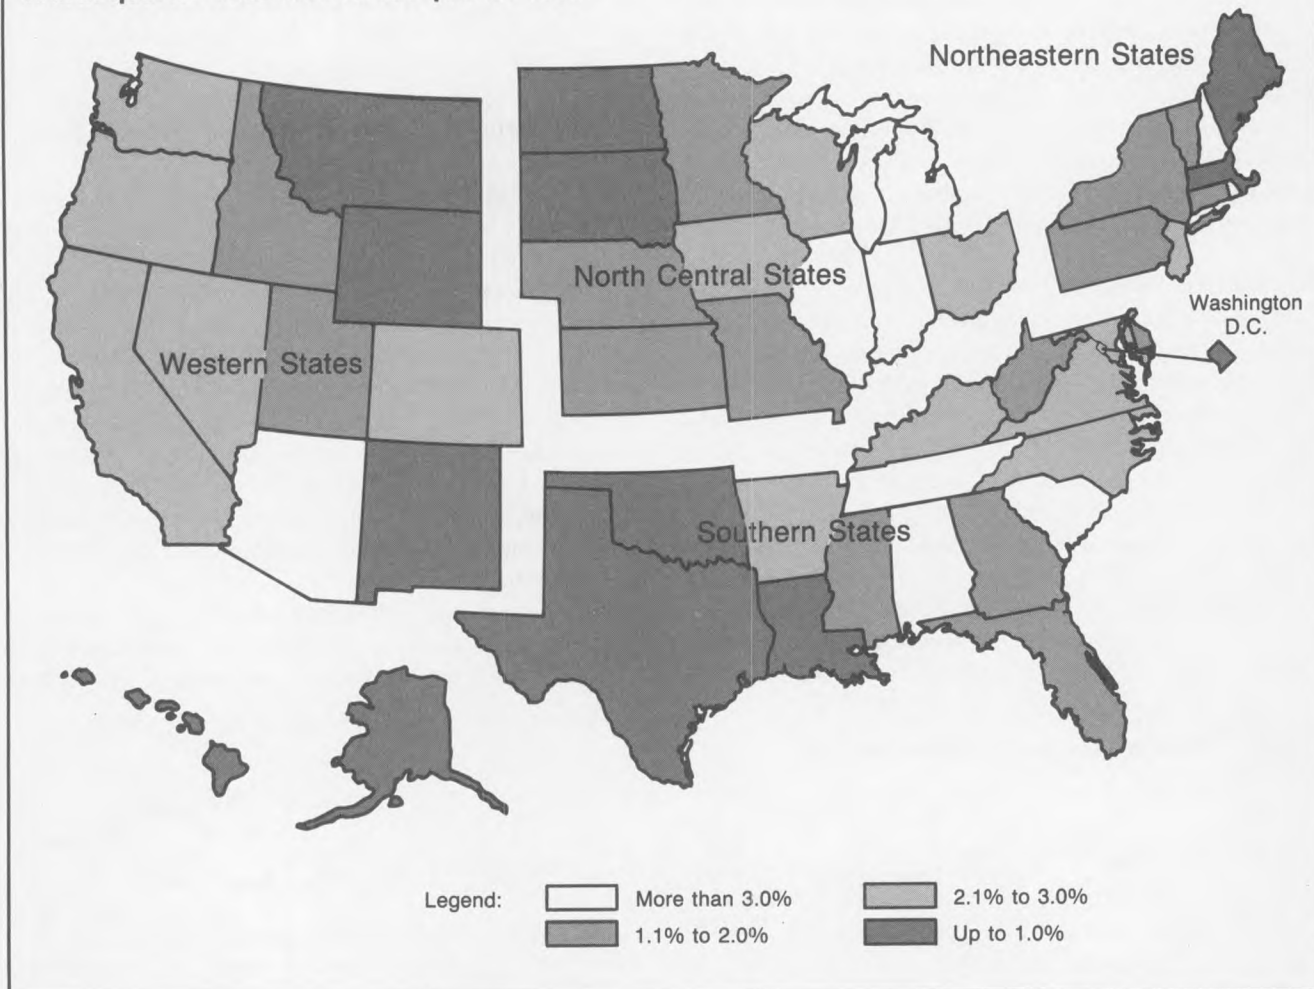 Northeastern States
North Central States
Washington
D.C.
Western States
Southern States
Legend:
More than 3.0%
2.1% to 3.0%
1.1% to 2.0%
Up to 1.0%